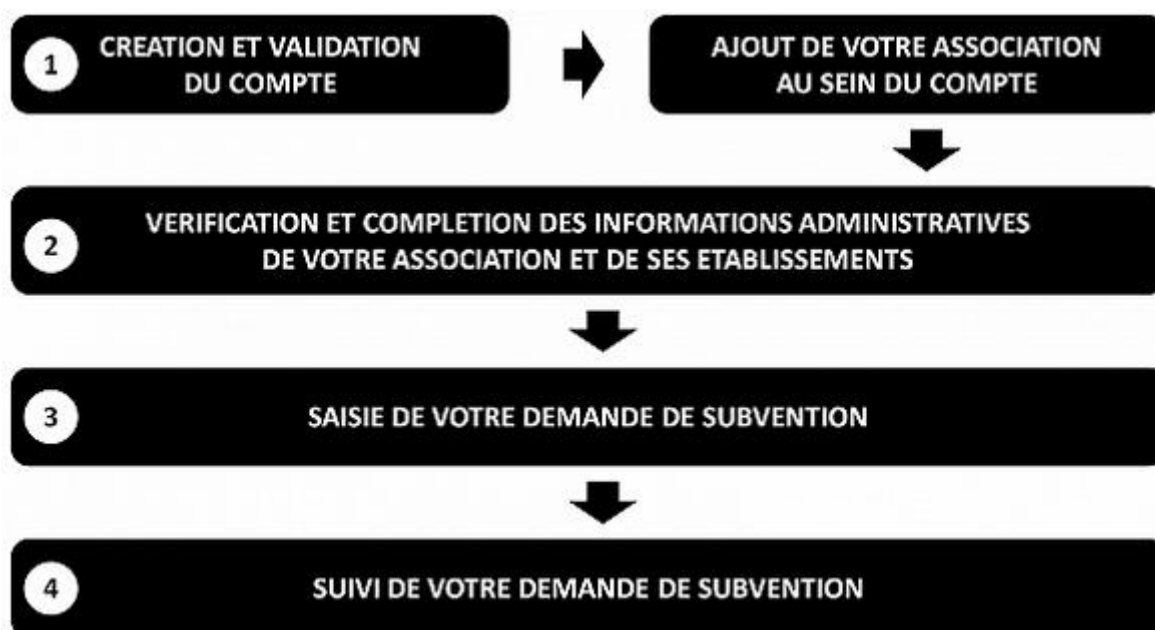 1
CREATION ET VALIDATION
DU COMPTE
AJOUT DE VOTRE ASSOCIATION
AU SEIN DU COMPTE
2
VERIFICATION ET COMPLETION DES INFORMATIONS ADMINISTRATIVES
DE VOTRE ASSOCIATION ET DE SES ETABLISSEMENTS
3
SAISIE DE VOTRE DEMANDE DE SUBVENTION
4
SUIVI DE VOTRE DEMANDE DE SUBVENTION